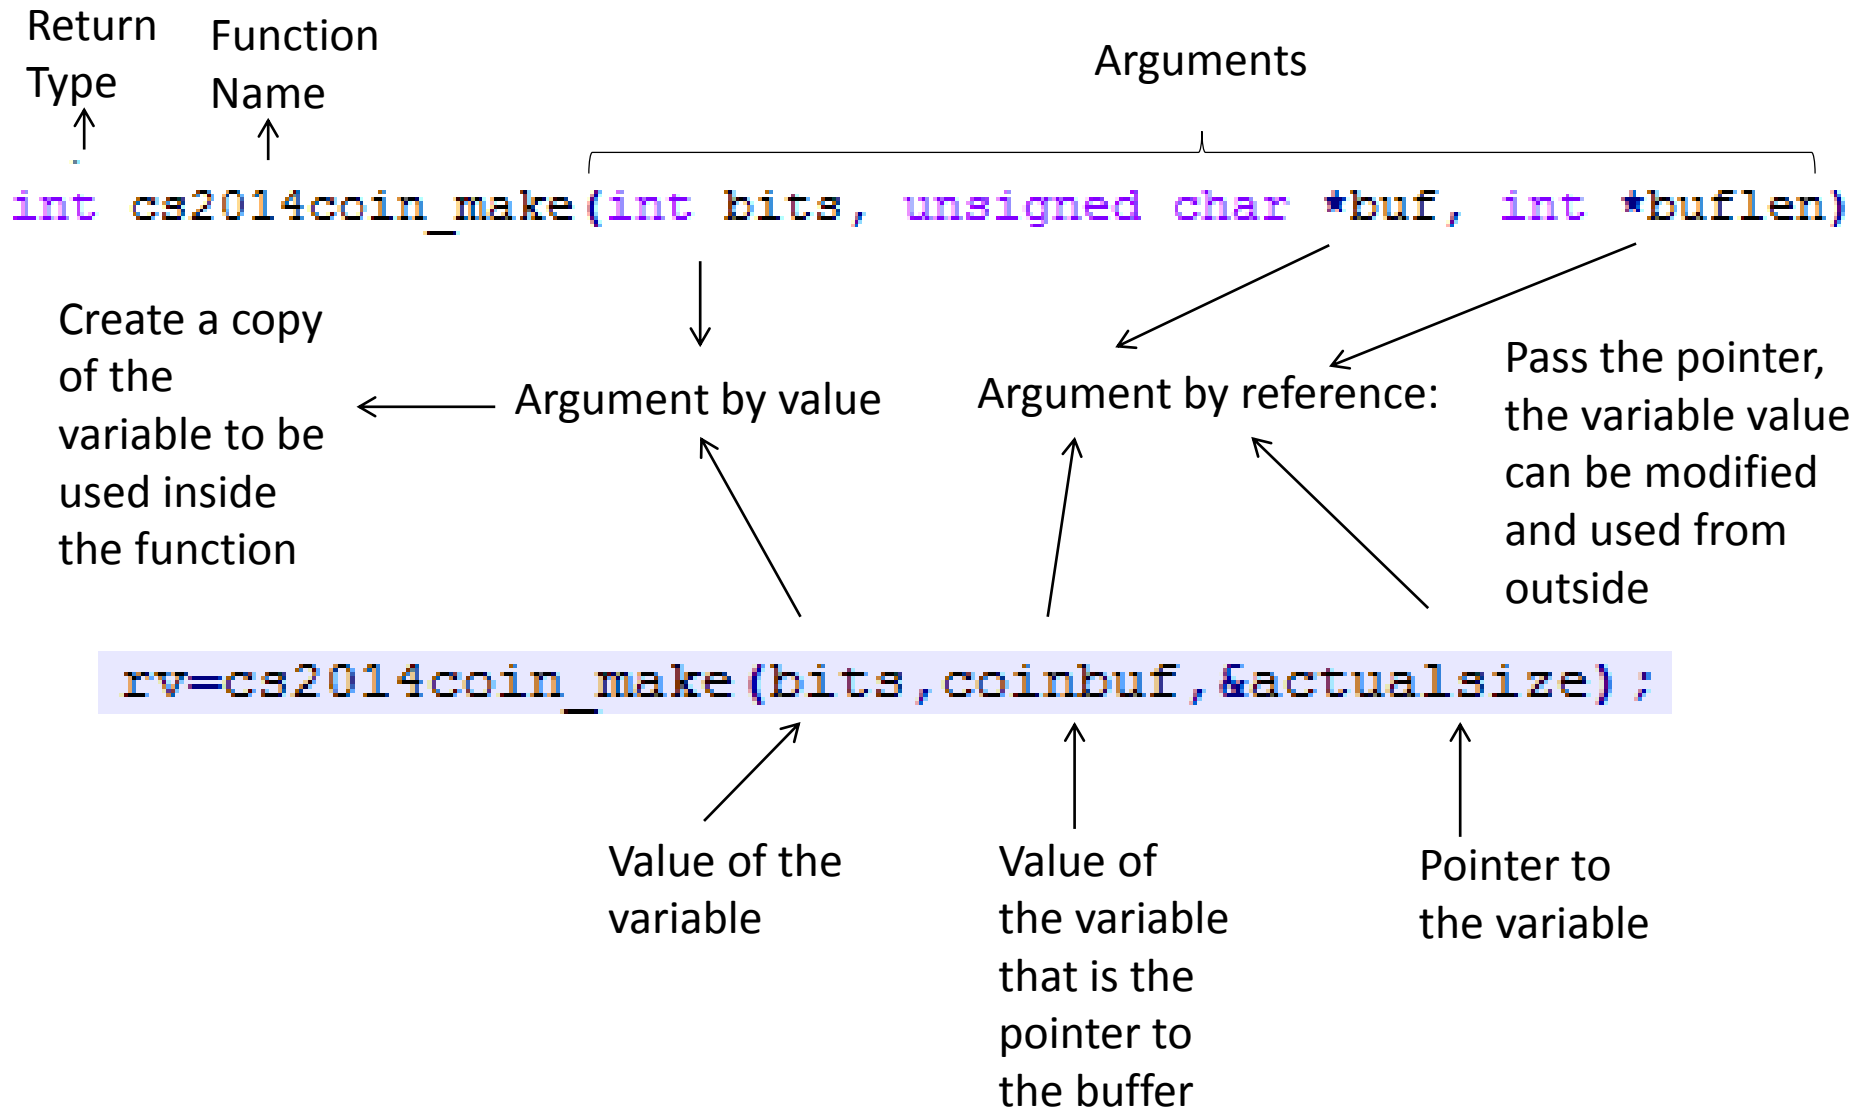 Return
Type
Function
Name
Arguments
int cs2014coin_make(int bits, unsigned char *buf, int *buflen)
Create a copy
of the
variable to be
used inside
the function
Argument by value
Argument by reference:
Pass the pointer,
the variable value
can be modified
and used from
outside
rv=cs2014coin_make(bits,coinbuf,&actualsize);
Value of the
variable
Value of
the variable
that is the
pointer to
the buffer
Pointer to
the variable